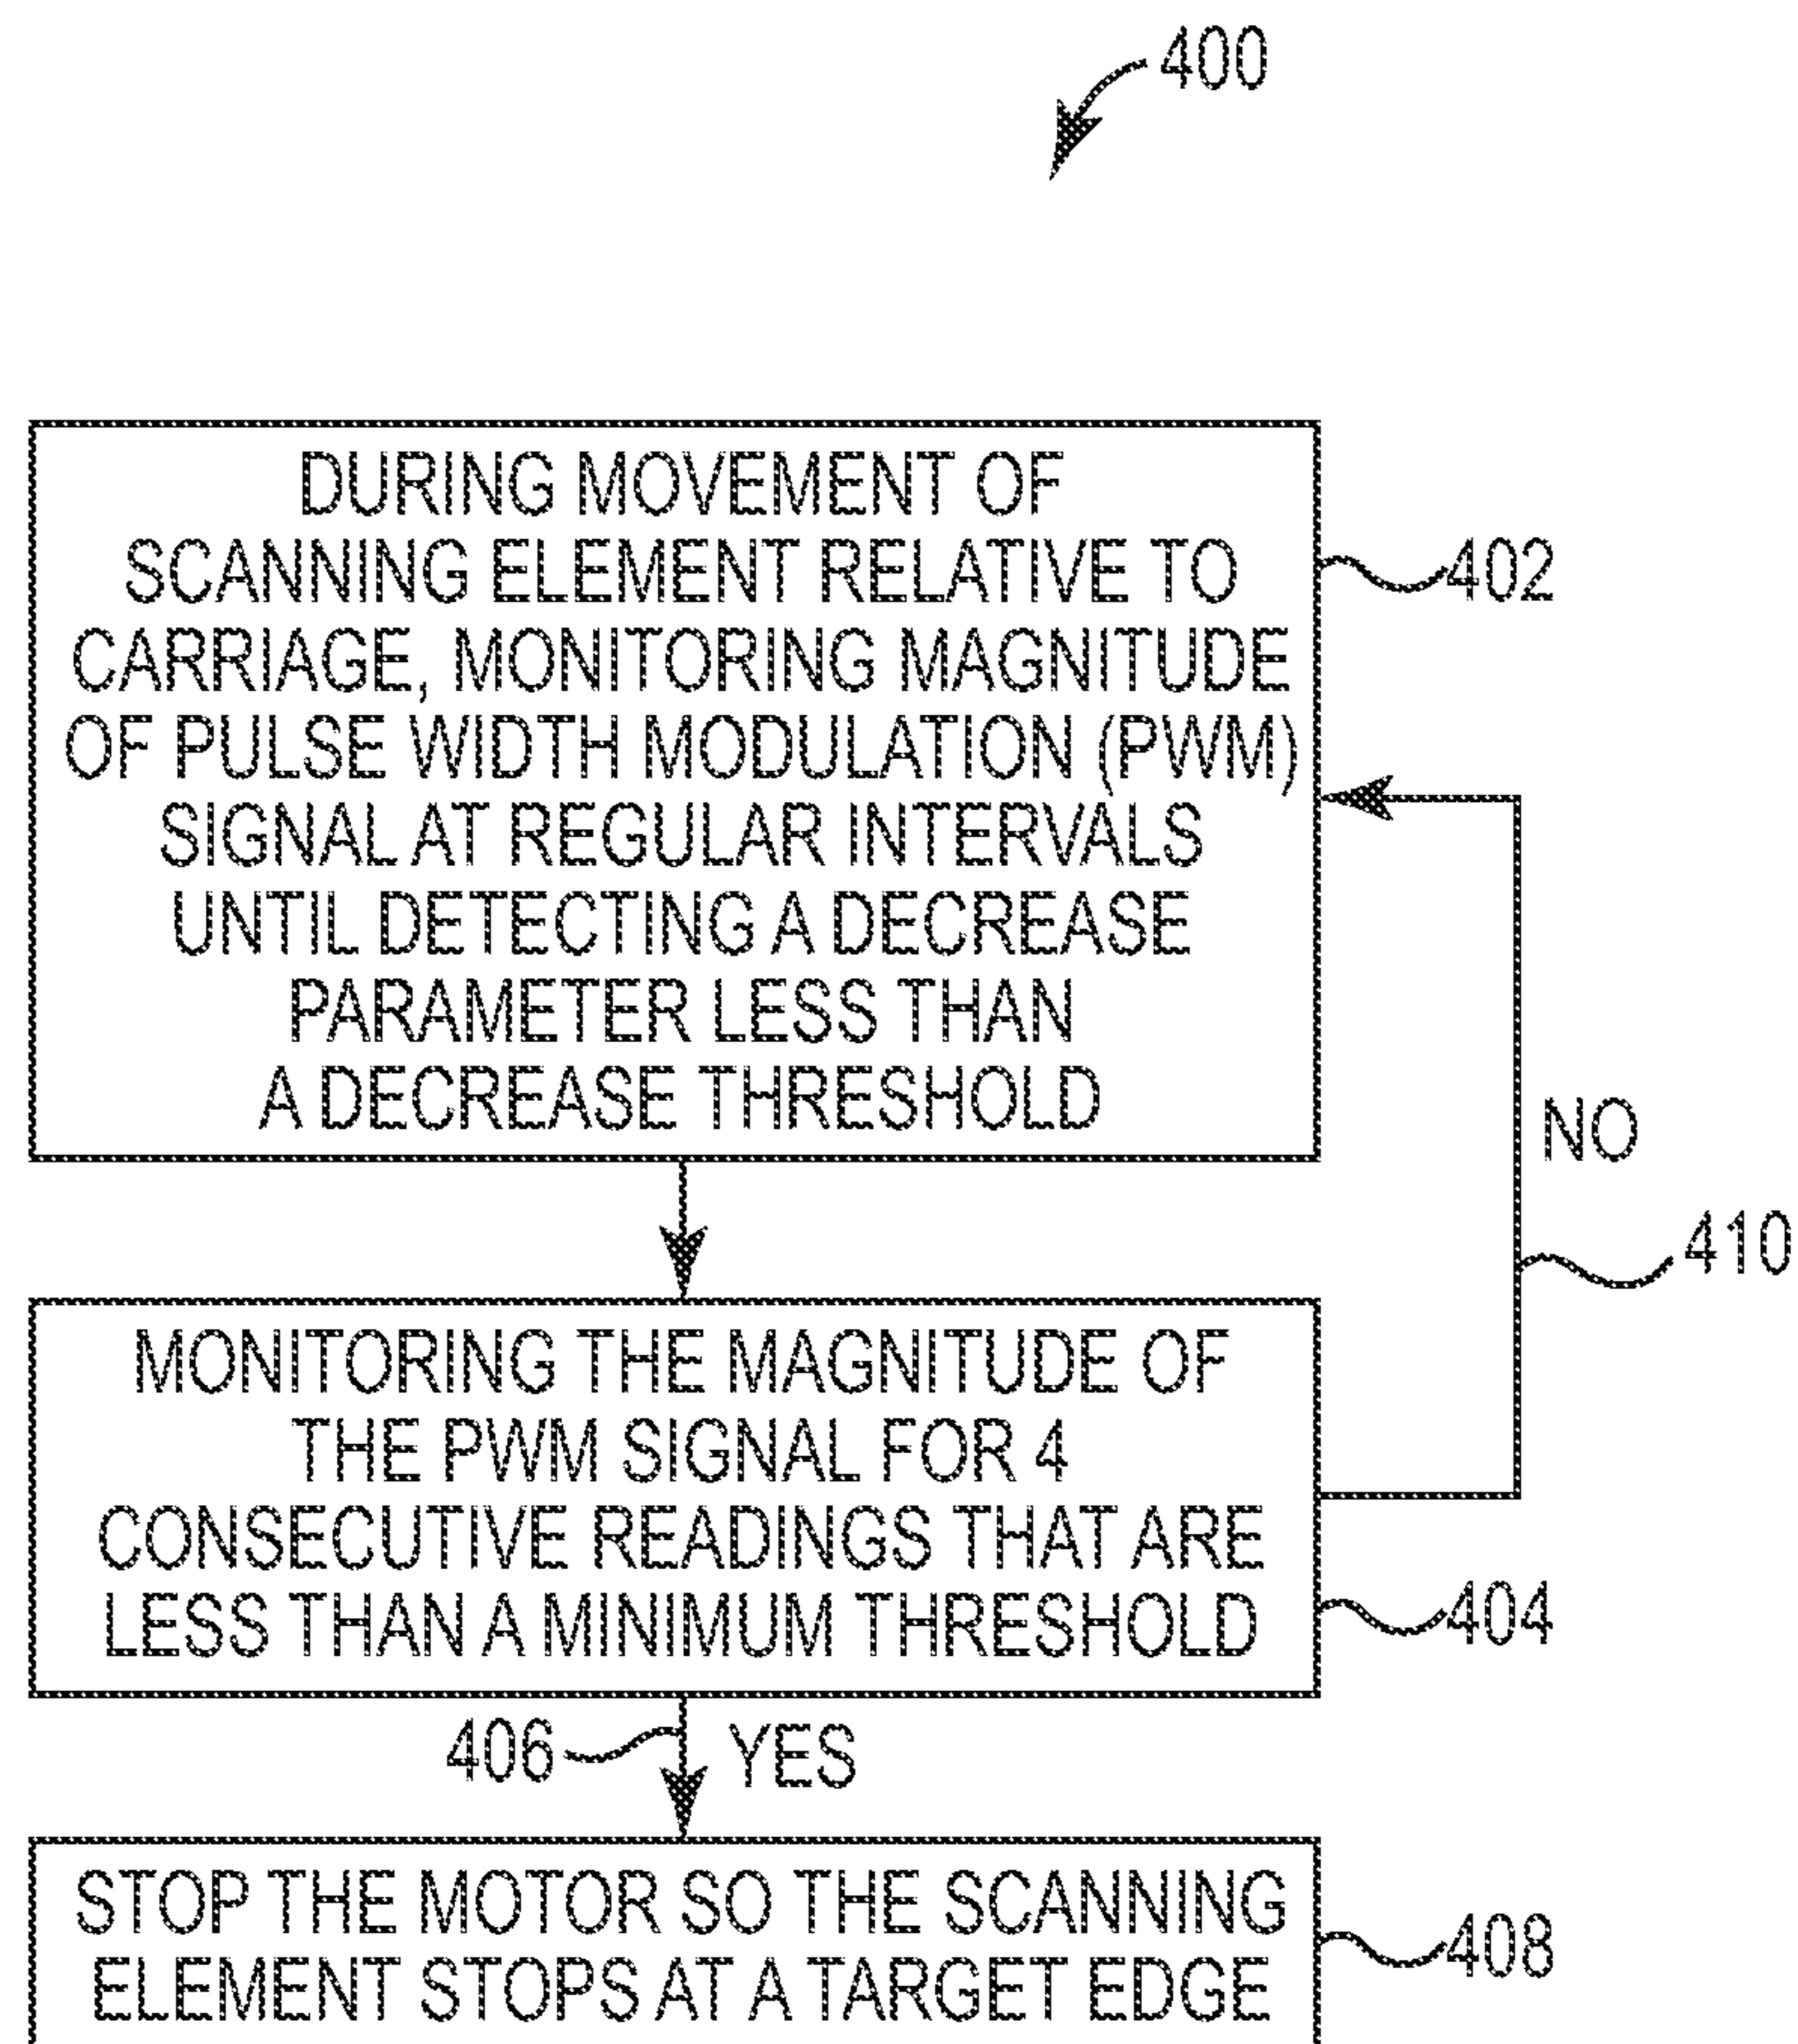 400
DURING MOVEMENT OF
SCANNING ELEMENT RELATIVE TO
CARRIAGE, MONITORING MAGNITUDE
OF PULSE WIDTH MODULATION (PWM)
SIGNAL AT REGULAR INTERVALS
UNTIL DETECTING A DECREASE
PARAMETER LESS THAN
A DECREASE THRESHOLD
402
NO
410
MONITORING THE MAGNITUDE OF
THE PWM SIGNAL FOR 4
CONSECUTIVE READINGS THAT ARE
LESS THAN A MINIMUM THRESHOLD
404
406
YES
STOP THE MOTOR SO THE SCANNING
ELEMENT STOPS AT A TARGET EDGE
408